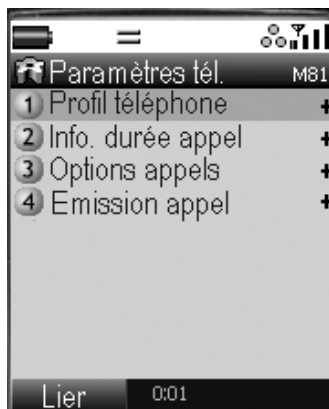 Paramètres tél. M81
1 Profil téléphone
2 Info. durée appel
3 Options appels
4 Emission appel
Lier 0:01